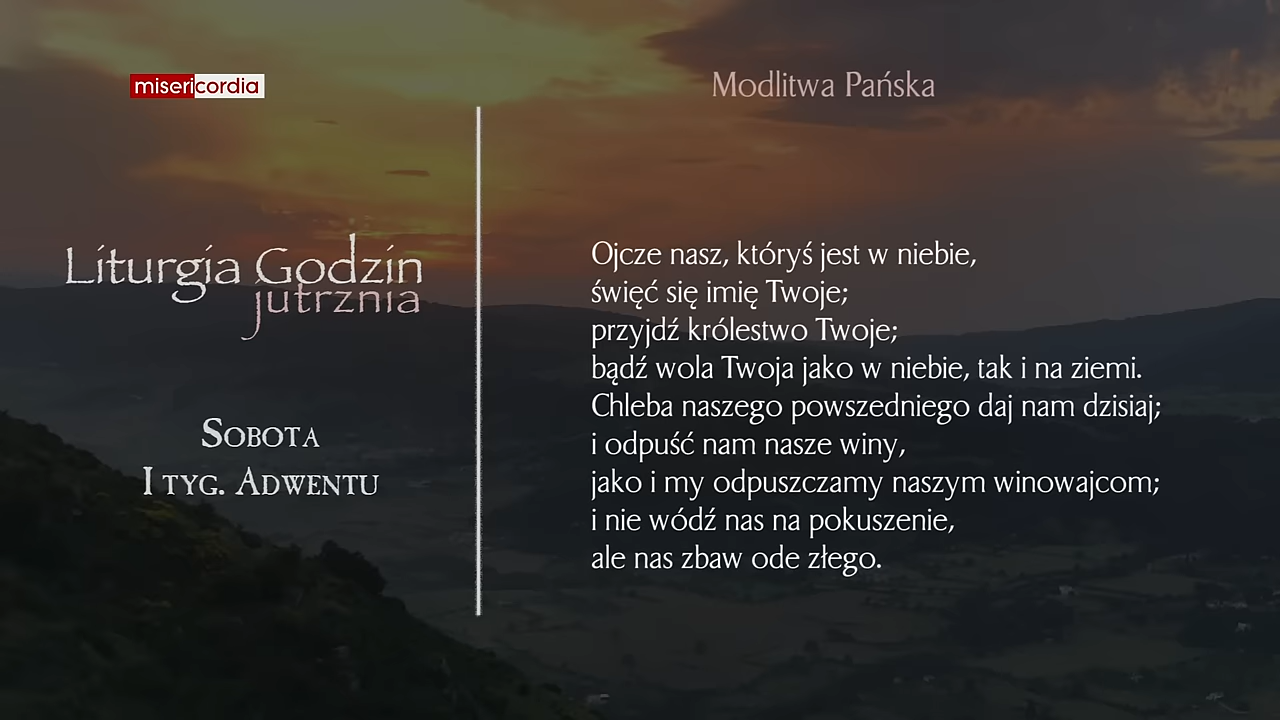 misericordia
Liturgia Godzin
jutrznia
Sobota
I tyg. Adwentu
Modlitwa Pańska
Ojcze nasz, któryś jest w niebie,
święć się imię Twoje;
przyjdź królestwo Twoje;
bądź wola Twoja jako w niebie, tak i na ziemi.
Chleba naszego powszedniego daj nam dzisiaj;
i odpuść nam nasze winy,
jako i my odpuszczamy naszym winowajcom;
i nie wódź nas na pokuszenie,
ale nas zbaw ode złego.